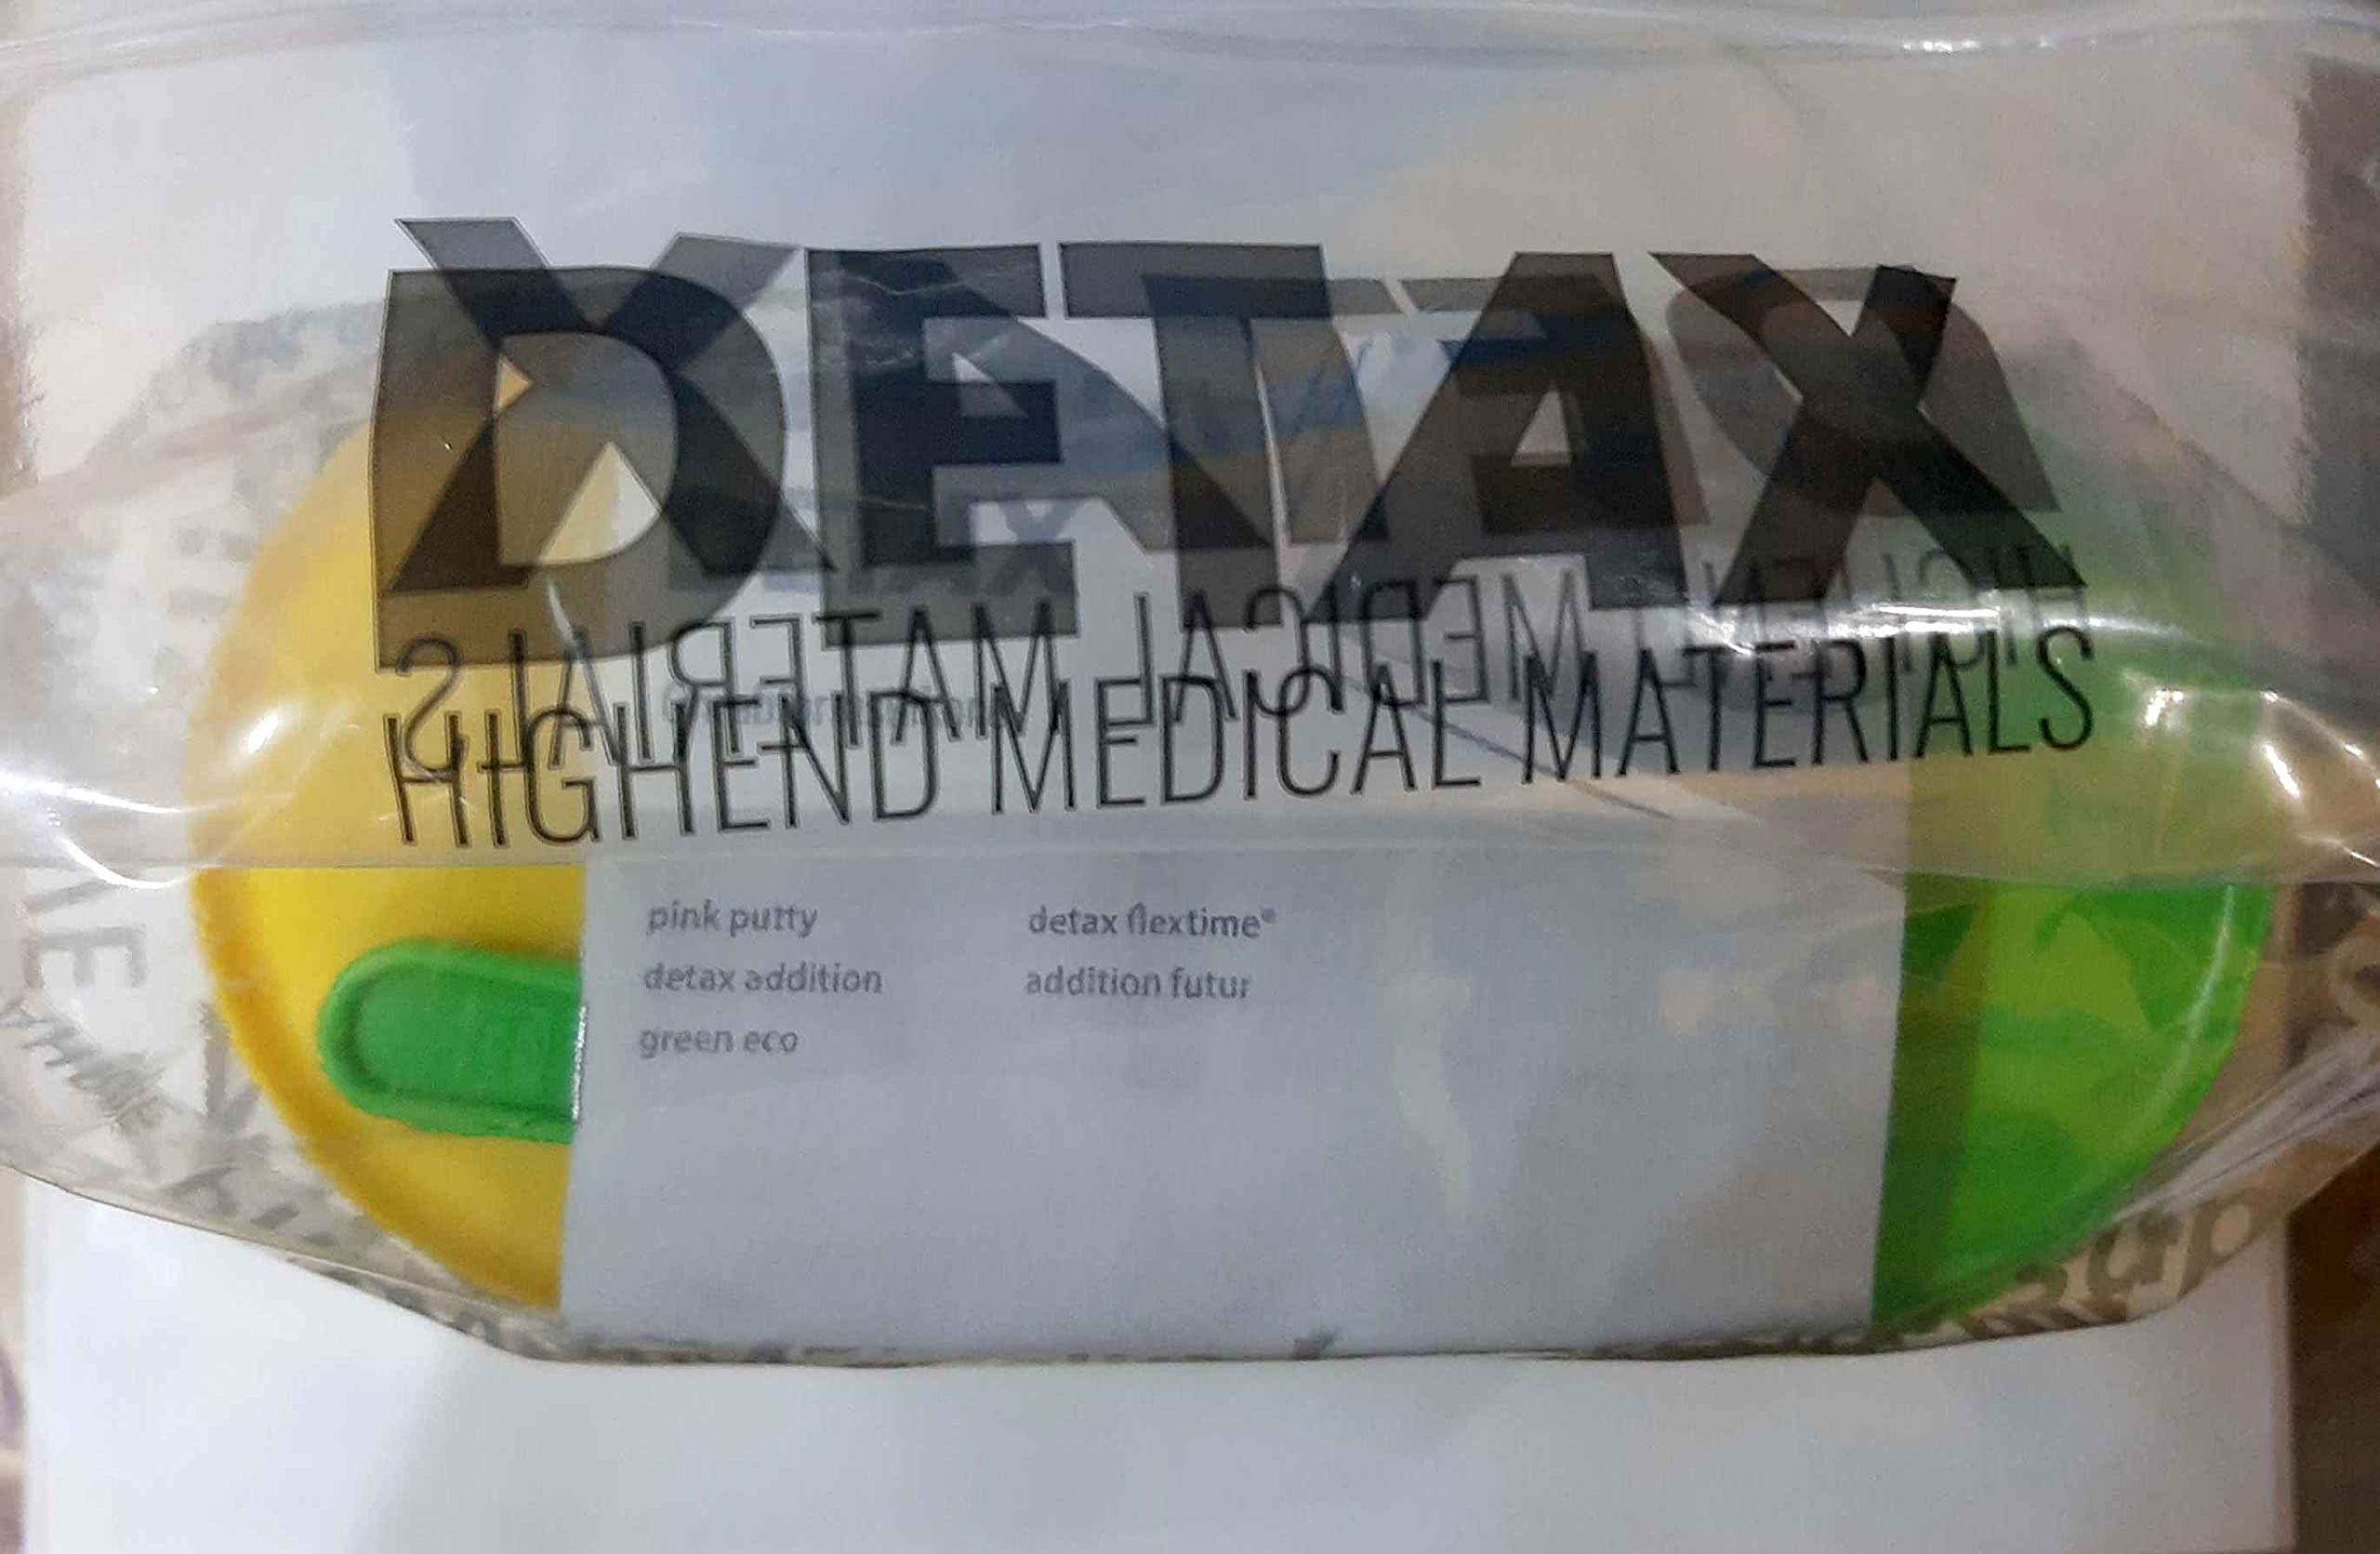 DETAX
HIGHEND MEDICAL MATERIALS
pink putty detax flextime®
detax addition addition futur
green eco